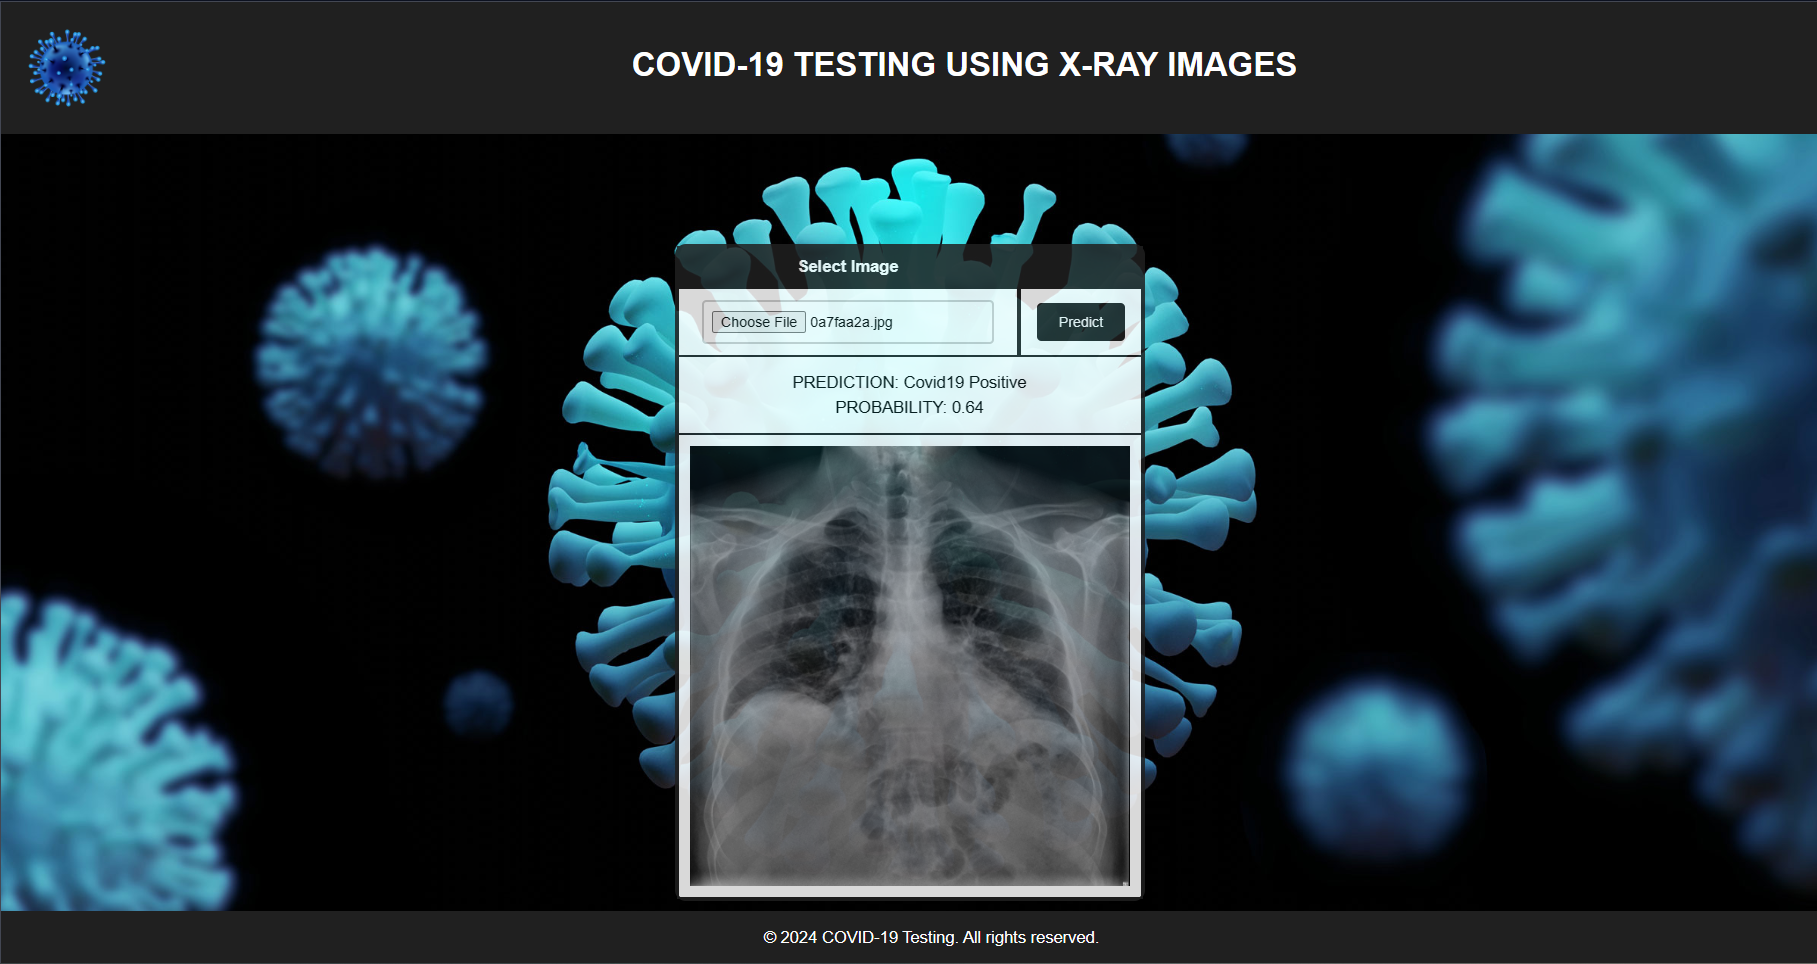 COVID-19 TESTING USING X-RAY IMAGES
Select Image
Choose File 0a7faa2a.jpg
Predict
PREDICTION: Covid19 Positive
PROBABILITY: 0.64
© 2024 COVID-19 Testing. All rights reserved.